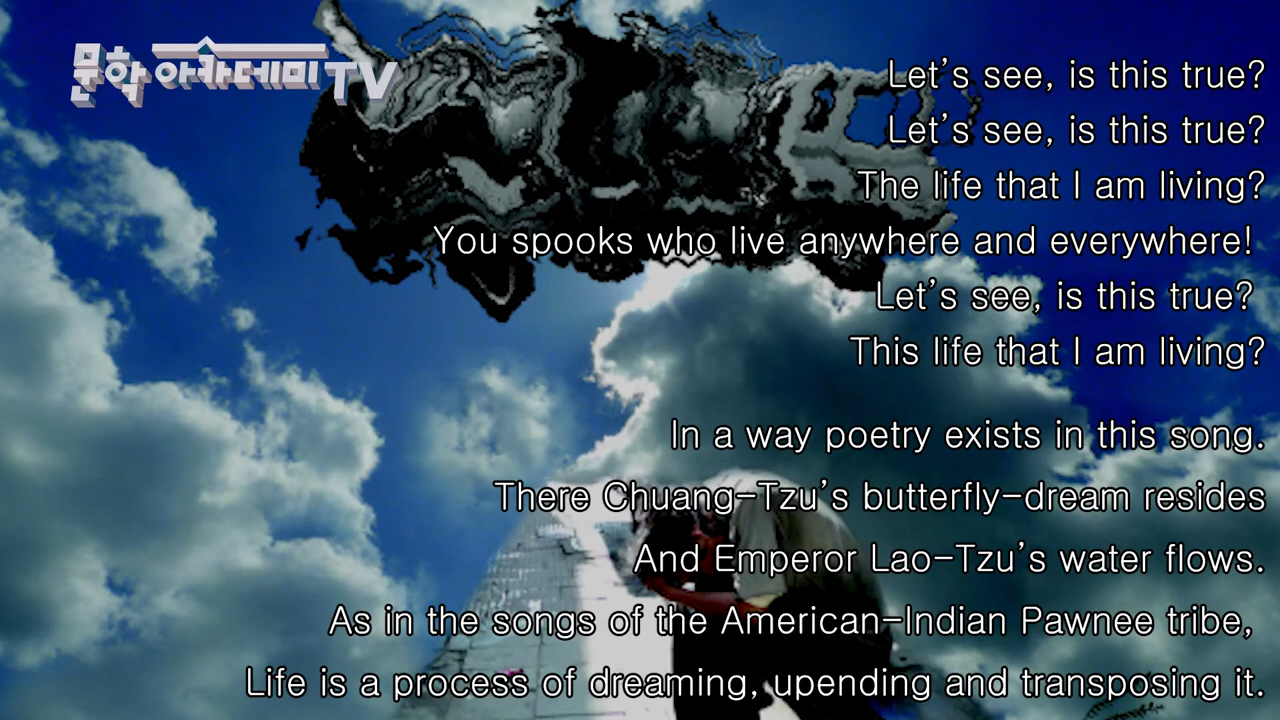 문학 아카데미 TV
Let's see, is this true?
Let's see, is this true?
The life that I am living?
You spooks who live anywhere and everywhere!
Let's see, is this true?
This life that I am living?
In a way poetry exists in this song.
There Chuang-Tzu's butterfly-dream resides
And Emperor Lao-Tzu's water flows.
As in the songs of the American-Indian Pawnee tribe,
Life is a process of dreaming, upending and transposing it.